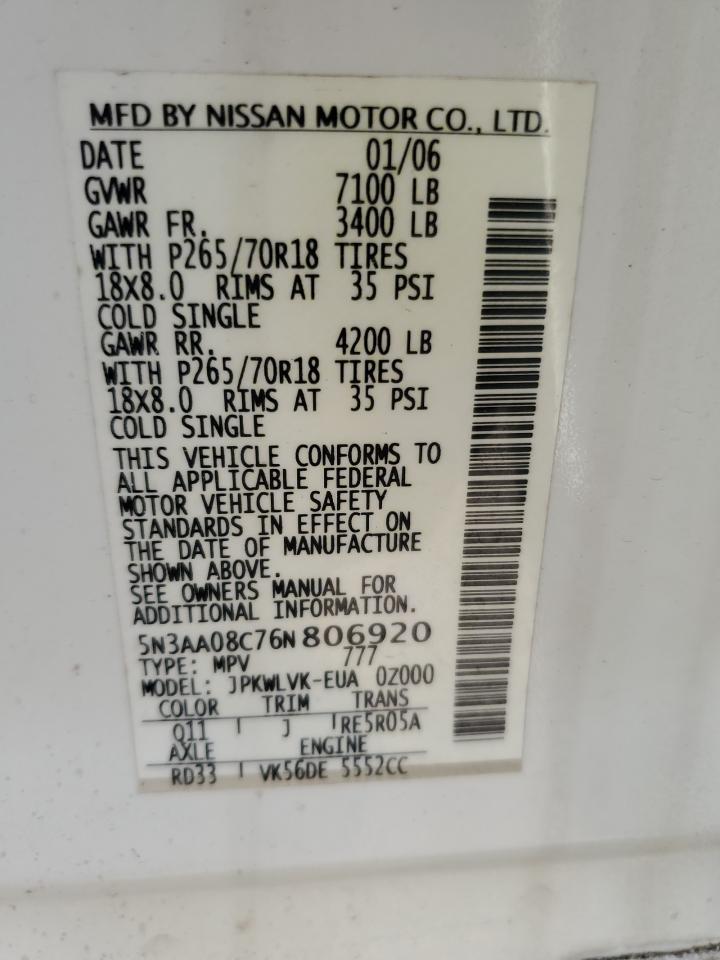 MFD BY NISSAN MOTOR CO., LTD.
DATE 01/06
GVWR 7100 LB
GAWR FR. 3400 LB
WITH P265/70R18 TIRES
18X8.0 RIMS AT 35 PSI
COLD SINGLE
GAWR RR. 4200 LB
WITH P265/70R18 TIRES
18X8.0 RIMS AT 35 PSI
COLD SINGLE
THIS VEHICLE CONFORMS TO
ALL APPLICABLE FEDERAL
MOTOR VEHICLE SAFETY
STANDARDS IN EFFECT ON
THE DATE OF MANUFACTURE
SHOWN ABOVE.
SEE OWNERS MANUAL FOR
ADDITIONAL INFORMATION.
5N3AA08C76N806920
TYPE: MPV 777
MODEL: JPKWLVK-EUA 0Z000
COLOR TRIM TRANS
Q11 J RE5R05A
AXLE ENGINE
RD33 VK56DE 5552CC